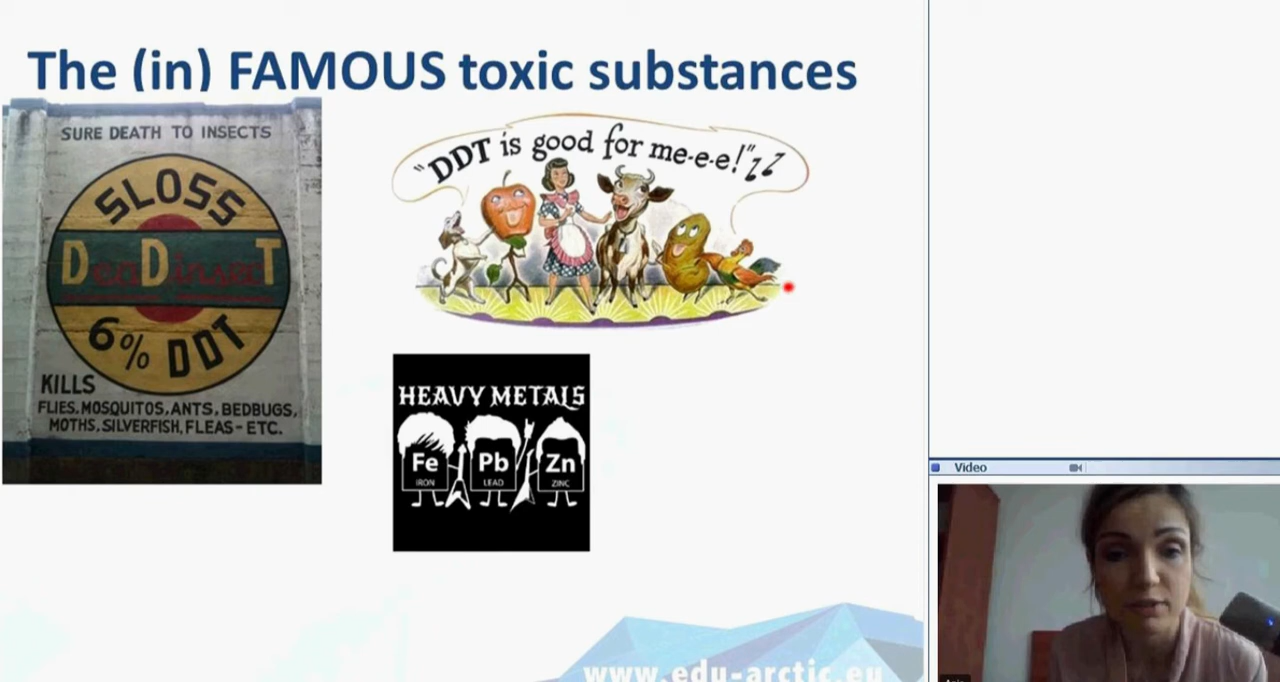 The (in) FAMOUS toxic substances
SURE DEATH TO INSECTS
SLOSS
DeaDinsecT
6% DDT
KILLS
FLIES, MOSQUITOS, ANTS, BEDBUGS,
MOTHS, SILVERFISH, FLEAS - ETC.
"DDT is good for me-e-e!"
HEAVY METALS
Fe Pb Zn
IRON LEAD ZINC
www.edu-arctic.eu
Video